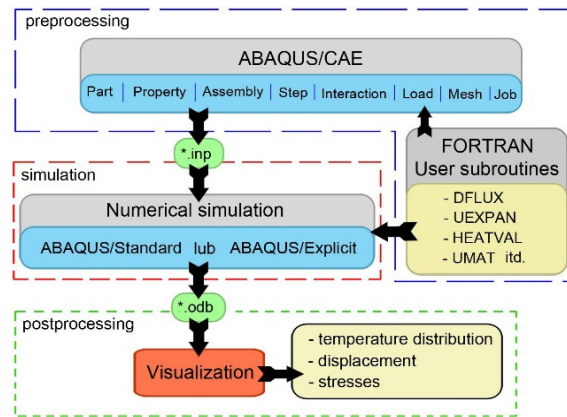 preprocessing
ABAQUS/CAE
Part | Property | Assembly | Step | Interaction | Load | Mesh | Job
*.inp
FORTRAN
User subroutines
- DFLUX
- UEXPAN
- HEATVAL
- UMAT itd.
simulation
Numerical simulation
ABAQUS/Standard lub ABAQUS/Explicit
*.odb
postprocessing
Visualization
- temperature distribution
- displacement
- stresses